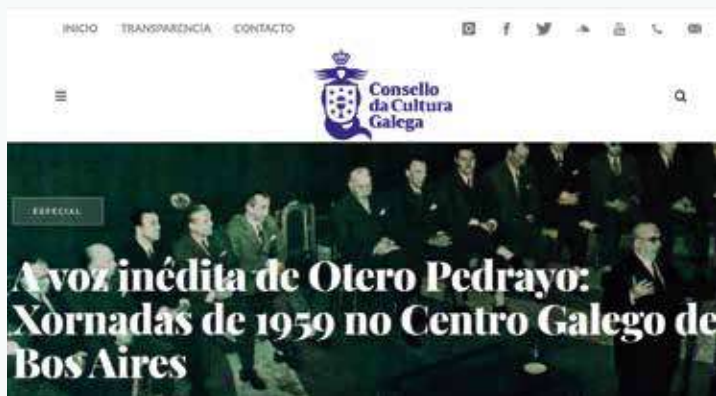 INICIO TRANSPARENCIA CONTACTO
Consello
da Cultura
Galega
ESPECIAL
A voz inédita de Otero Pedrayo:
Xornadas de 1959 no Centro Galego de
Bos Aires